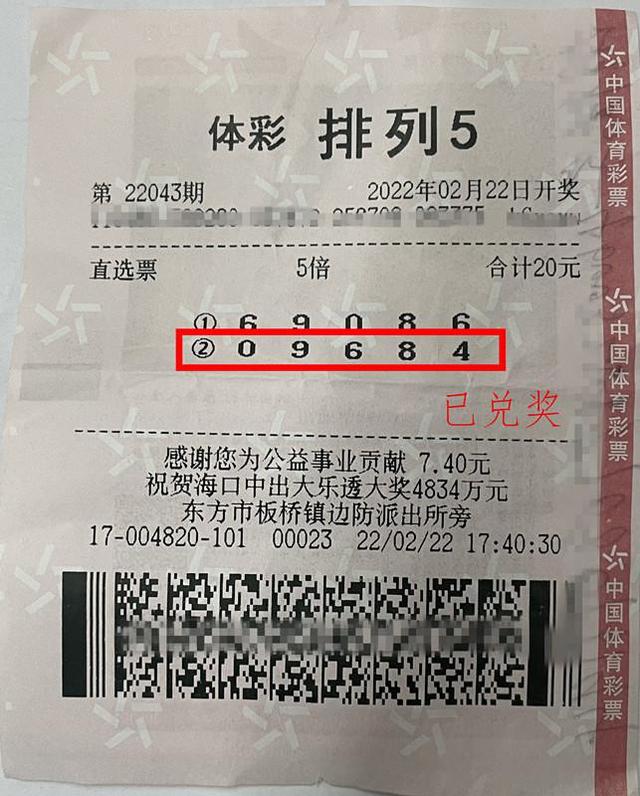 体彩 排列5
第 22043期 2022年02月22日开奖
直选票 5倍 合计20元
① 6 9 0 8 6
② 0 9 6 8 4
已兑奖
感谢您为公益事业贡献 7.40元
祝贺海口中出大乐透大奖4834万元
东方市板桥镇边防派出所旁
17-004820-101 00023 22/02/22 17:40:30
中国体育彩票
中国体育彩票
中国体育彩票